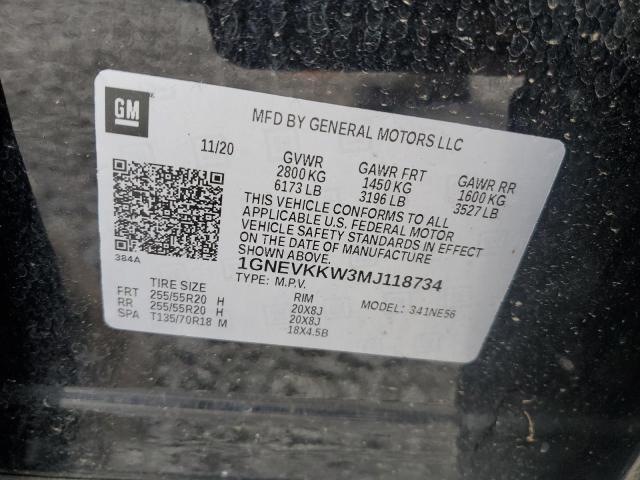 GM
MFD BY GENERAL MOTORS LLC
11/20
GVWR GAWR FRT GAWR RR
2800 KG 1450 KG 1600 KG
6173 LB 3196 LB 3527 LB
THIS VEHICLE CONFORMS TO ALL
APPLICABLE U.S. FEDERAL MOTOR
VEHICLE SAFETY STANDARDS IN EFFECT
ON THE DATE OF MANUFACTURE
SHOWN ABOVE.
384A
1GNEVKKW3MJ118734
TYPE: M.P.V.
MODEL: 341NE56
TIRE SIZE RIM
FRT 255/55R20 H 20X8J
RR 255/55R20 H 20X8J
SPA T135/70R18 M 18X4.5B